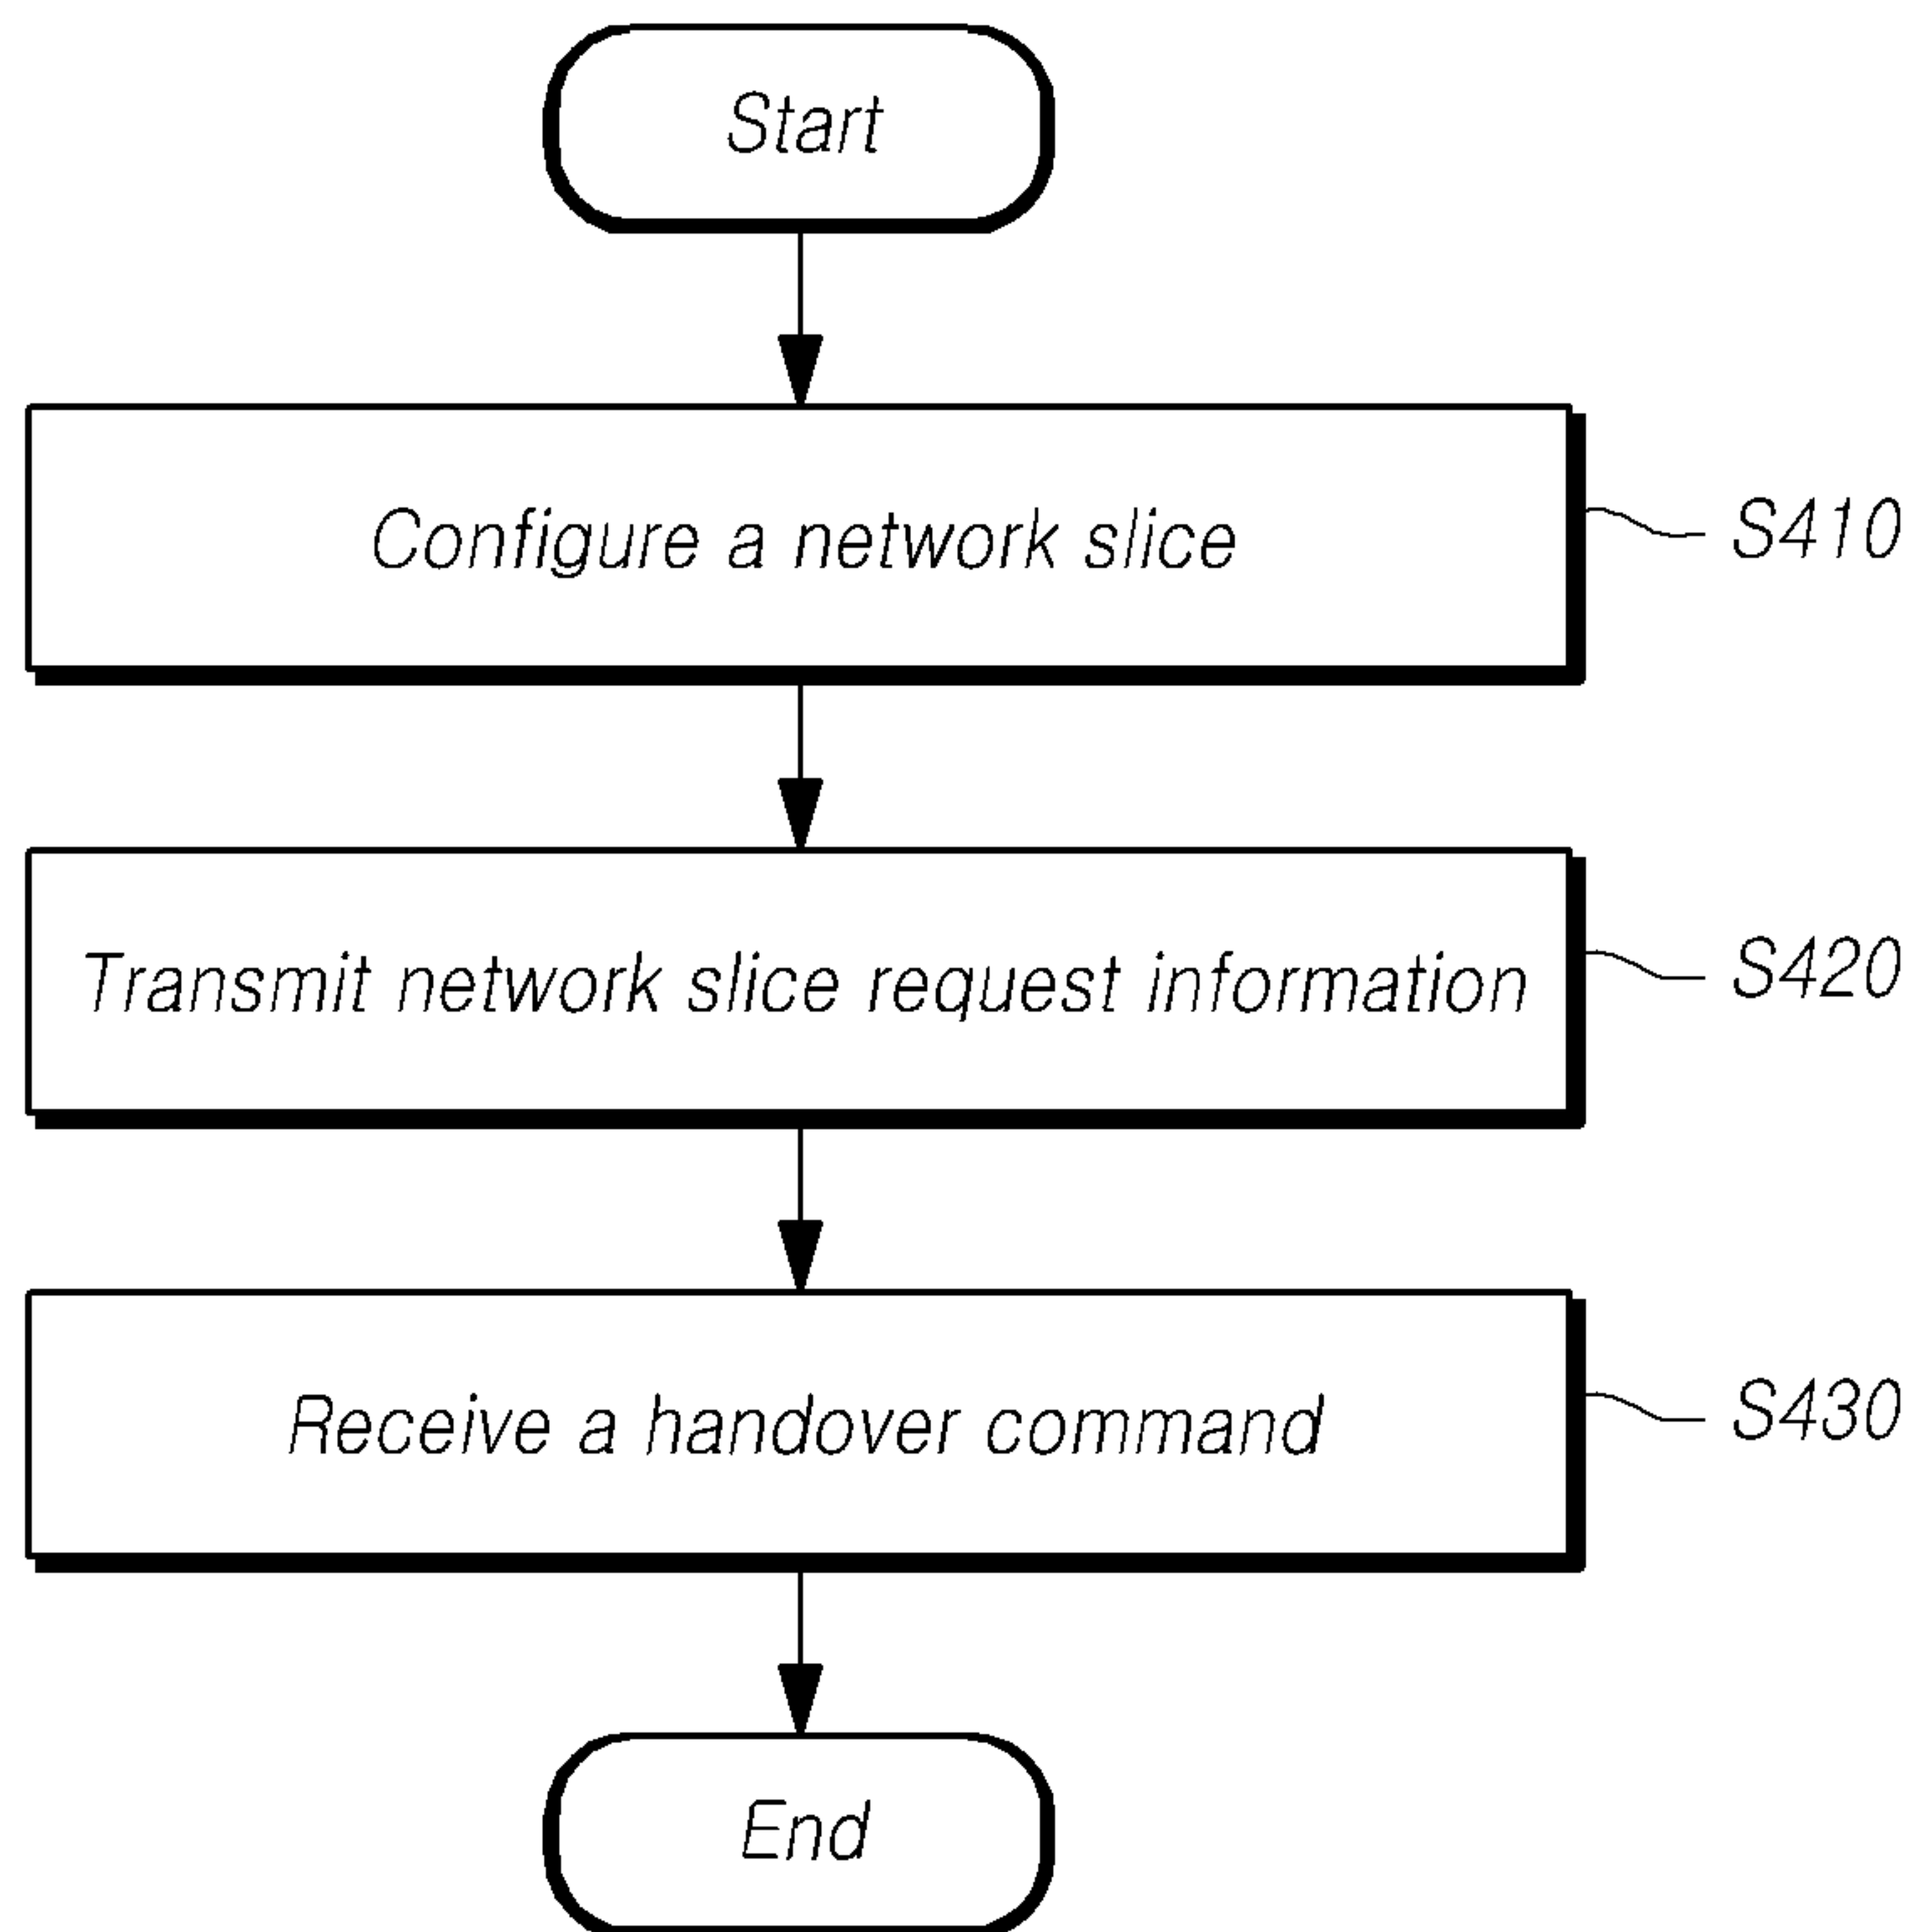 Start
Configure a network slice
S410
Transmit network slice request information
S420
Receive a handover command
S430
End